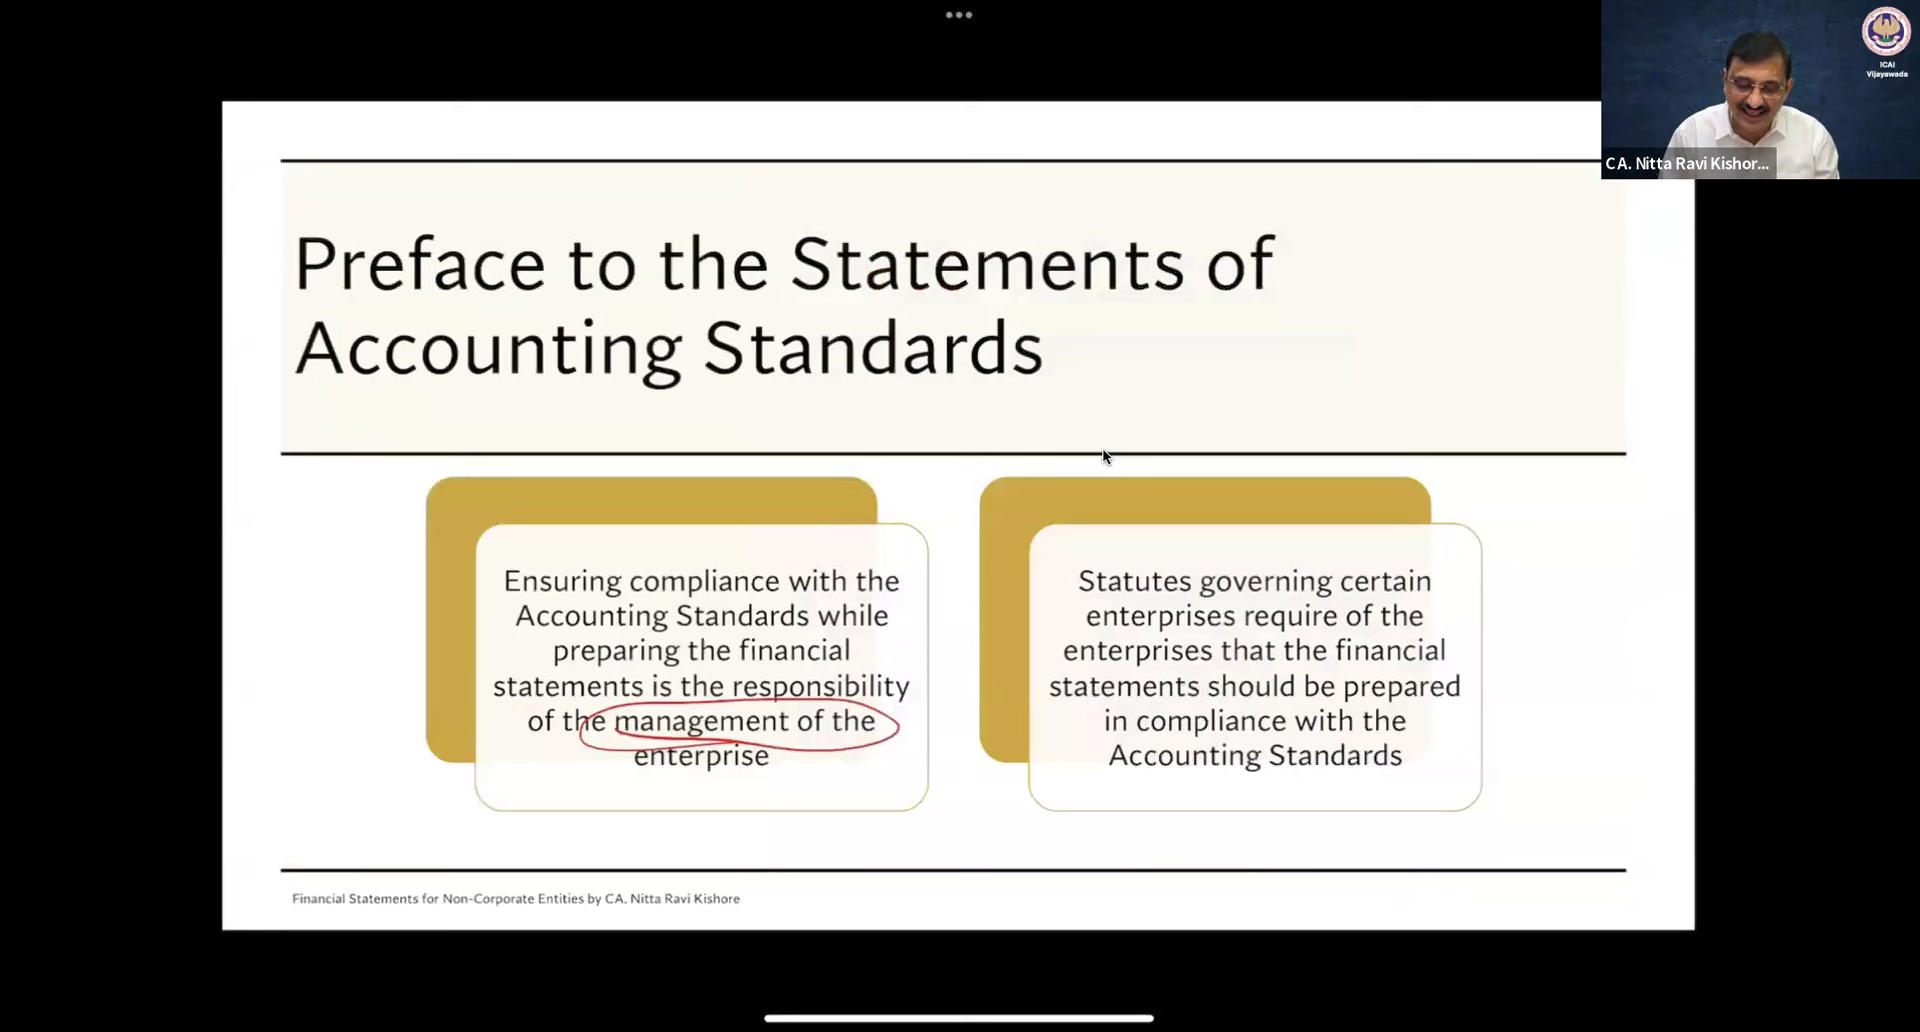 ICAI
Vijayawada
CA. Nitta Ravi Kishor...
Preface to the Statements of
Accounting Standards
Ensuring compliance with the
Accounting Standards while
preparing the financial
statements is the responsibility
of the management of the
enterprise
Statutes governing certain
enterprises require of the
enterprises that the financial
statements should be prepared
in compliance with the
Accounting Standards
Financial Statements for Non-Corporate Entities by CA. Nitta Ravi Kishore